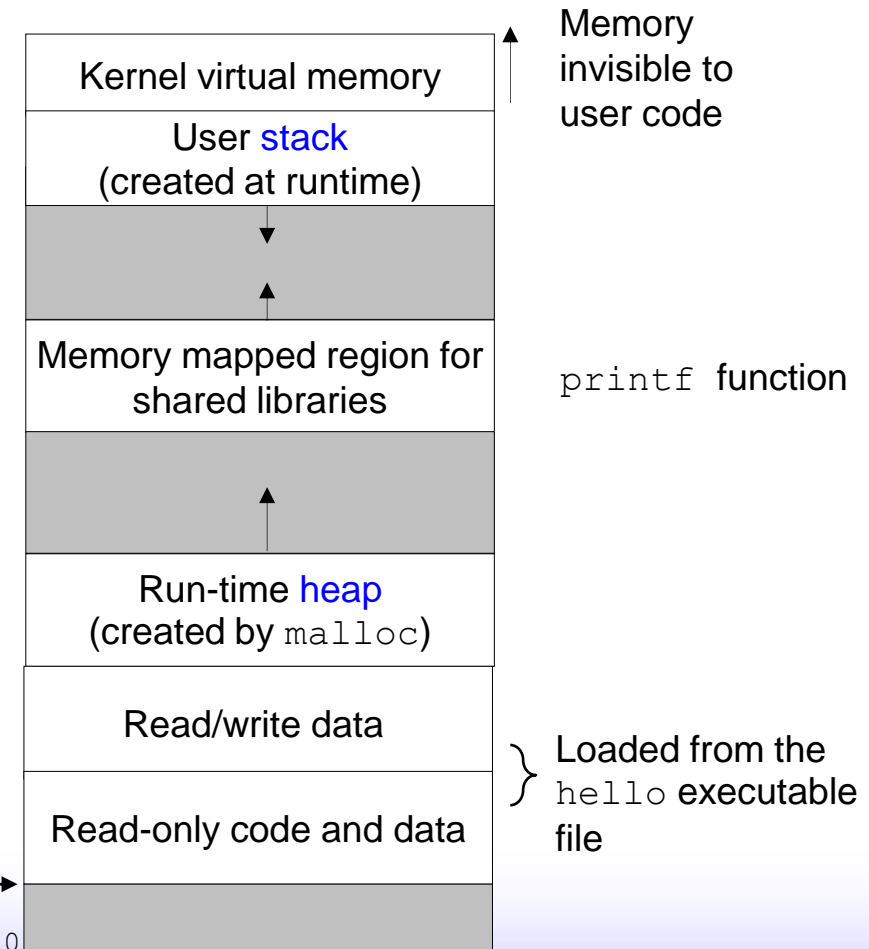 Memory
invisible to
user code
Kernel virtual memory
User stack
(created at runtime)
Memory mapped region for
shared libraries
printf function
Run-time heap
(created by malloc)
Read/write data
Loaded from the
hello executable
file
Read-only code and data
0